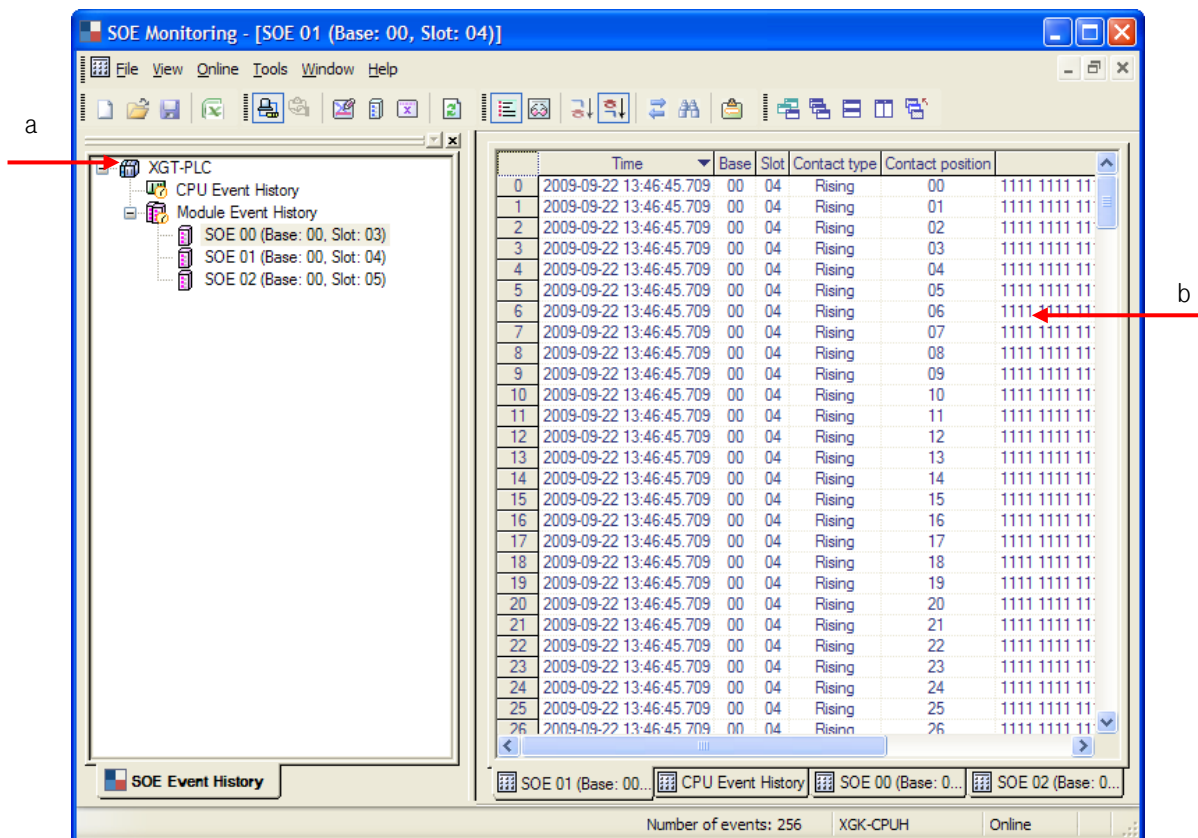 SOE Monitoring - [SOE 01 (Base: 00, Slot: 04)]
File View Online Tools Window Help
a
XGT-PLC
CPU Event History
Module Event History
SOE 00 (Base: 00, Slot: 03)
SOE 01 (Base: 00, Slot: 04)
SOE 02 (Base: 00, Slot: 05)
SOE Event History
Time Base Slot Contact type Contact position
0 2009-09-22 13:46:45.709 00 04 Rising 00 1111 1111 11
1 2009-09-22 13:46:45.709 00 04 Rising 01 1111 1111 11
2 2009-09-22 13:46:45.709 00 04 Rising 02 1111 1111 11
3 2009-09-22 13:46:45.709 00 04 Rising 03 1111 1111 11
4 2009-09-22 13:46:45.709 00 04 Rising 04 1111 1111 11
5 2009-09-22 13:46:45.709 00 04 Rising 05 1111 1111 11
6 2009-09-22 13:46:45.709 00 04 Rising 06 1111 1111 11
7 2009-09-22 13:46:45.709 00 04 Rising 07 1111 1111 11
8 2009-09-22 13:46:45.709 00 04 Rising 08 1111 1111 11
9 2009-09-22 13:46:45.709 00 04 Rising 09 1111 1111 11
10 2009-09-22 13:46:45.709 00 04 Rising 10 1111 1111 11
11 2009-09-22 13:46:45.709 00 04 Rising 11 1111 1111 11
12 2009-09-22 13:46:45.709 00 04 Rising 12 1111 1111 11
13 2009-09-22 13:46:45.709 00 04 Rising 13 1111 1111 11
14 2009-09-22 13:46:45.709 00 04 Rising 14 1111 1111 11
15 2009-09-22 13:46:45.709 00 04 Rising 15 1111 1111 11
16 2009-09-22 13:46:45.709 00 04 Rising 16 1111 1111 11
17 2009-09-22 13:46:45.709 00 04 Rising 17 1111 1111 11
18 2009-09-22 13:46:45.709 00 04 Rising 18 1111 1111 11
19 2009-09-22 13:46:45.709 00 04 Rising 19 1111 1111 11
20 2009-09-22 13:46:45.709 00 04 Rising 20 1111 1111 11
21 2009-09-22 13:46:45.709 00 04 Rising 21 1111 1111 11
22 2009-09-22 13:46:45.709 00 04 Rising 22 1111 1111 11
23 2009-09-22 13:46:45.709 00 04 Rising 23 1111 1111 11
24 2009-09-22 13:46:45.709 00 04 Rising 24 1111 1111 11
25 2009-09-22 13:46:45.709 00 04 Rising 25 1111 1111 11
26 2009-09-22 13:46:45.709 00 04 Rising 26 1111 1111 11
b
SOE 01 (Base: 00... CPU Event History SOE 00 (Base: 0... SOE 02 (Base: 0...
Number of events: 256 XGK-CPUH Online